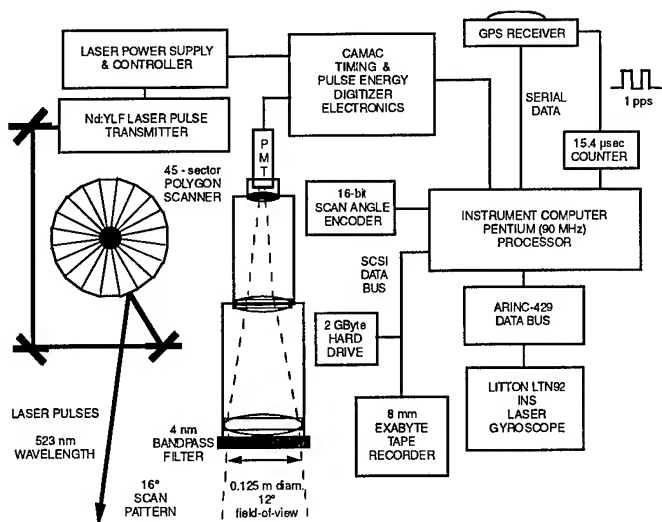 LASER POWER SUPPLY
& CONTROLLER
CAMAC
TIMING &
PULSE ENERGY
DIGITIZER
ELECTRONICS
GPS RECEIVER
SERIAL
DATA
1 pps
15.4 µsec
COUNTER
Nd:YLF LASER PULSE
TRANSMITTER
PMT
45 - sector
POLYGON
SCANNER
16-bit
SCAN ANGLE
ENCODER
INSTRUMENT COMPUTER
PENTIUM (90 MHz)
PROCESSOR
SCSI
DATA
BUS
ARINC-429
DATA BUS
2 GByte
HARD
DRIVE
LITTON LTN92
INS
LASER
GYROSCOPE
8 mm
EXABYTE
TAPE
RECORDER
LASER PULSES
523 nm
WAVELENGTH
4 nm
BANDPASS
FILTER
16°
SCAN
PATTERN
0.125 m diam.
12°
field-of-view